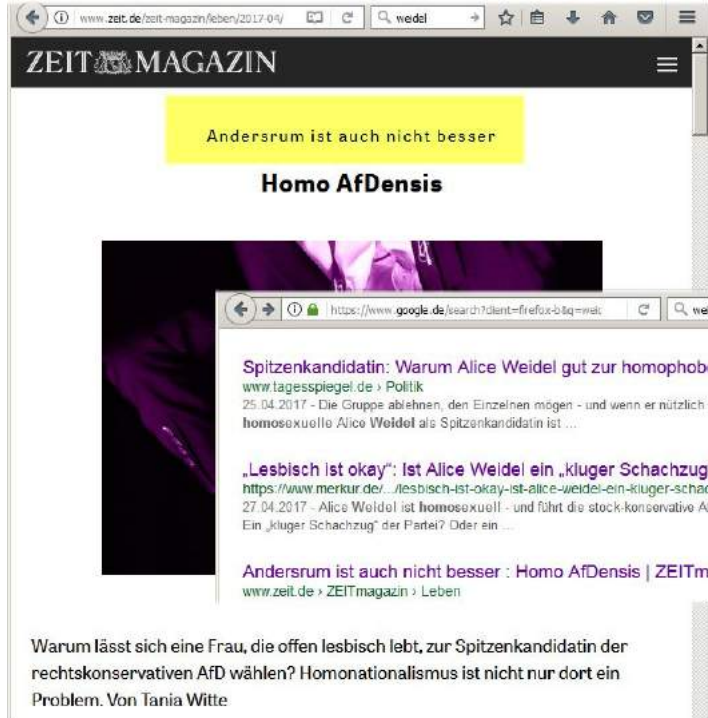 www.zeit.de/zeit-magazin/leben/2017-04/
weidel
ZEIT MAGAZIN
Andersrum ist auch nicht besser
Homo AfDensis
https://www.google.de/search?client=firefox-b&q=weic
we
Spitzenkandidatin: Warum Alice Weidel gut zur homophobe
www.tagesspiegel.de › Politik
25.04.2017 - Die Gruppe ablehnen, den Einzelnen mögen - und wenn er nützlich
homosexuelle Alice Weidel als Spitzenkandidatin ist ...
„Lesbisch ist okay“: Ist Alice Weidel ein „kluger Schachzug
https://www.merkur.de/.../lesbisch-ist-okay-ist-alice-weidel-ein-kluger-schac
27.04.2017 - Alice Weidel ist homosexuell - und führt die stock-konservative A
Ein „kluger Schachzug“ der Partei? Oder ein ...
Andersrum ist auch nicht besser : Homo AfDensis | ZEITm
www.zeit.de › ZEITmagazin › Leben
Warum lässt sich eine Frau, die offen lesbisch lebt, zur Spitzenkandidatin der
rechtskonservativen AfD wählen? Homonationalismus ist nicht nur dort ein
Problem. Von Tania Witte